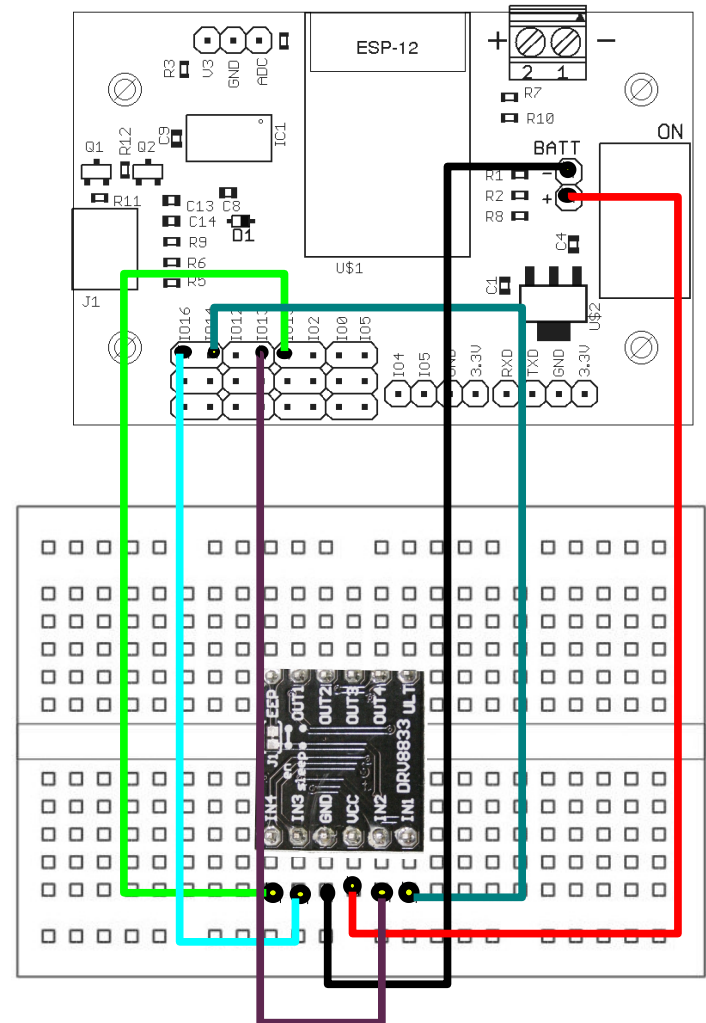 ESP-12
+ −
2 1
R3
V3
GND
ADC
R7
R10
ON
BATT
IC1
C9
Q1
R12
Q2
R1
−
R2
+
R8
R11
C13
C8
C14
D1
R9
R6
R5
C4
C1
U$1
U$2
J1
IO16
IO14
IO12
IO13
IO2
IO0
IO5
IO4
IO5
GND
3.3V
RXD
TXD
GND
3.3V
EEP
OUT1
OUT2
OUT3
OUT4
ULT
J1
en
sleep
DRV8833
IN4
IN3
GND
VCC
IN2
IN1